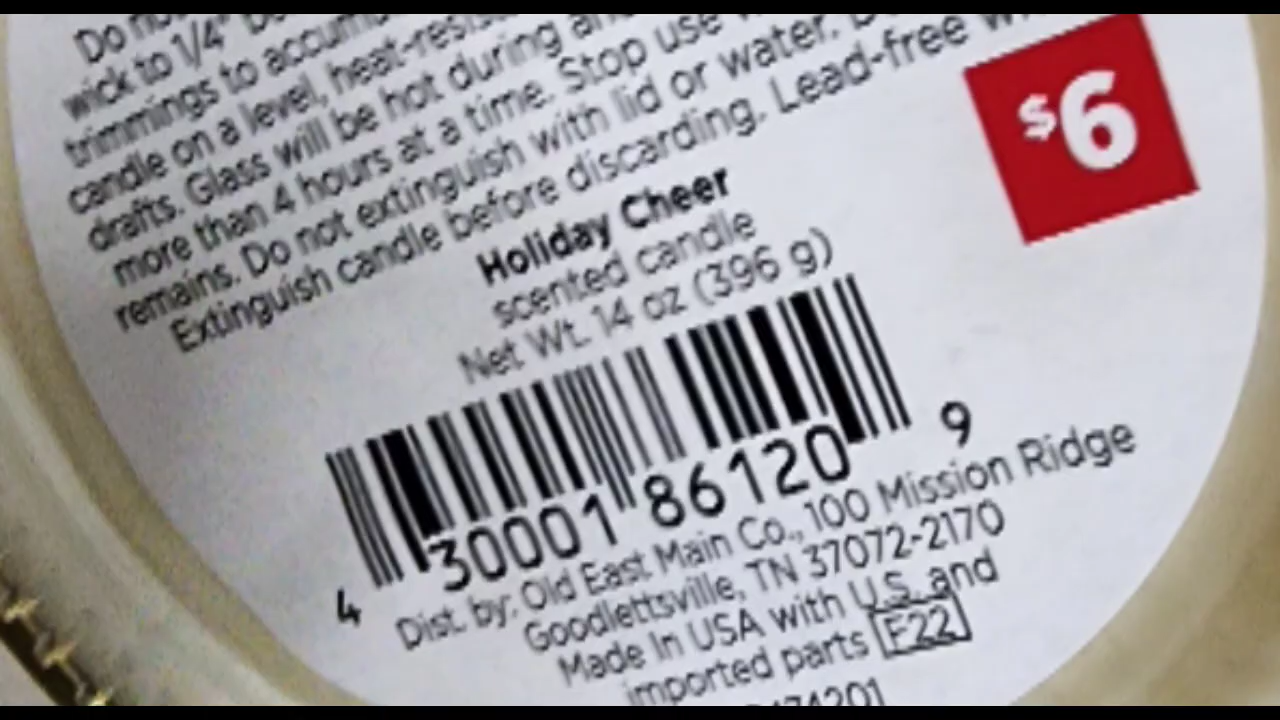 Do not
wick to 1/4"
trimmings to
candle on a level,
drafts. Glass will be hot during
more than 4 hours at a time. Stop use
remains. Do not extinguish with lid or water.
Extinguish candle before discarding. Lead-free
$6
Holiday Cheer
scented candle
Net Wt. 14 oz (396 g)
4 30001 86120 9
Dist. by: Old East Main Co., 100 Mission Ridge
Goodlettsville, TN 37072-2170
Made In USA with U.S. and
imported parts F22